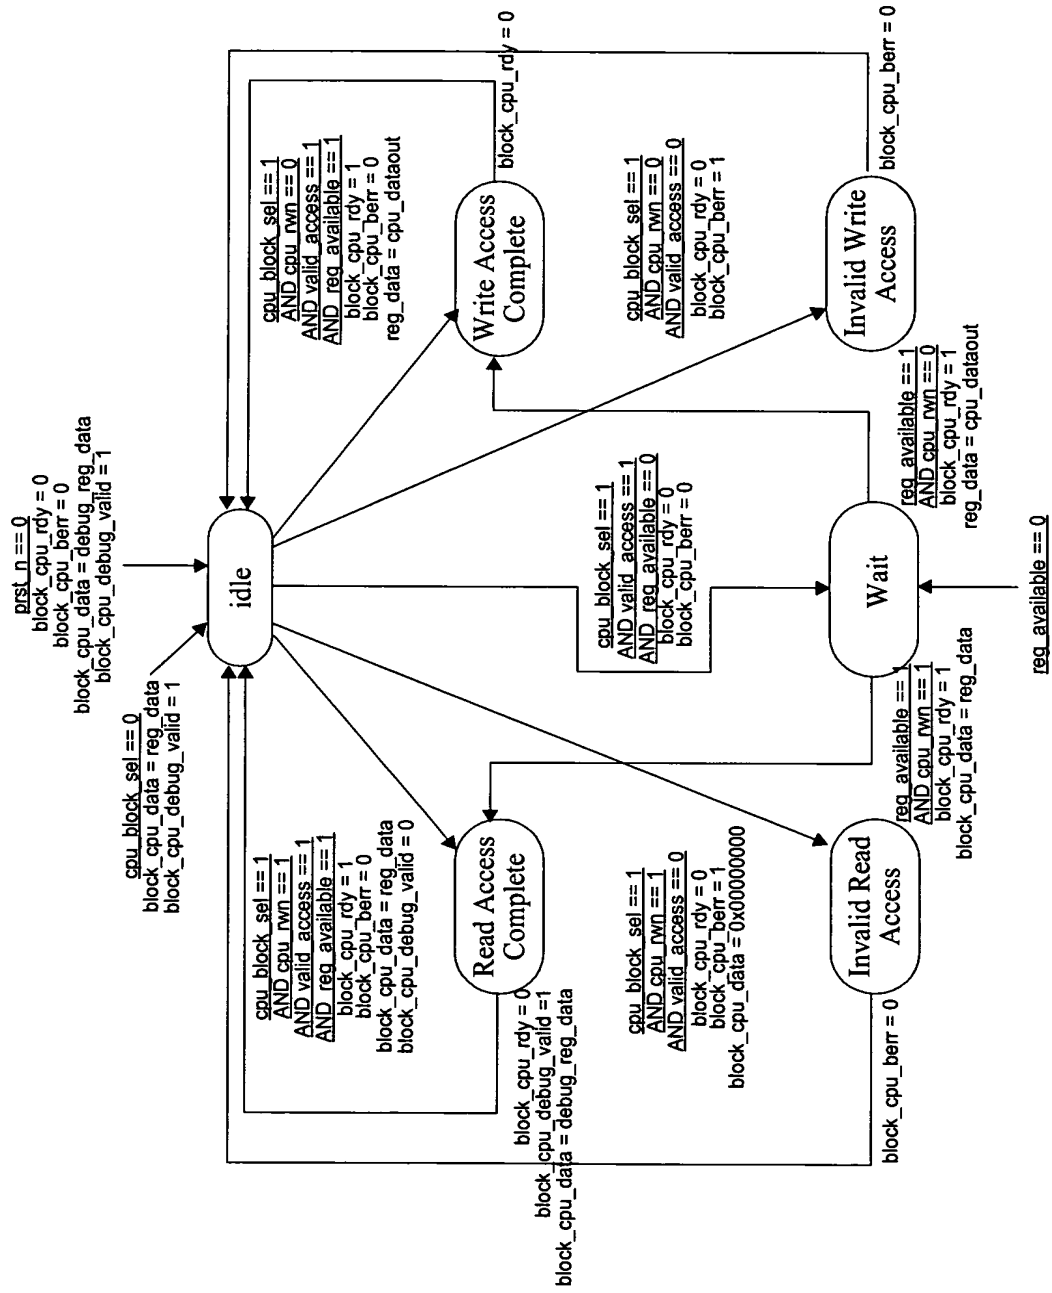 prst_n == 0
block_cpu_rdy = 0
block_cpu_berr = 0
block_cpu_data = debug_reg_data
block_cpu_debug_valid = 1
cpu_block_sel == 0
block_cpu_data = reg_data
block_cpu_debug_valid = 1
idle
cpu_block_sel == 1
AND cpu_rwn == 1
AND valid_access == 1
AND reg_available == 1
block_cpu_rdy = 1
block_cpu_berr = 0
block_cpu_data = reg_data
block_cpu_debug_valid = 0
cpu_block_sel == 1
AND cpu_rwn == 0
AND valid_access == 1
AND reg_available == 1
block_cpu_rdy = 1
block_cpu_berr = 0
reg_data = cpu_dataout
Read Access
Complete
block_cpu_rdy = 0
block_cpu_debug_valid =1
block_cpu_data = debug_reg_data
Write Access
Complete
block_cpu_rdy = 0
cpu_block_sel == 1
AND valid_access == 1
AND reg_available == 0
block_cpu_rdy = 0
block_cpu_berr = 0
cpu_block_sel == 1
AND cpu_rwn == 1
AND valid_access == 0
block_cpu_rdy = 0
block_cpu_berr = 1
block_cpu_data = 0x00000000
cpu_block_sel == 1
AND cpu_rwn == 0
AND valid_access == 0
block_cpu_rdy = 0
block_cpu_berr = 1
Invalid Read
Access
block_cpu_berr = 0
Wait
Invalid Write
Access
block_cpu_berr = 0
reg_available == 1
AND cpu_rwn == 1
block_cpu_rdy = 1
block_cpu_data = reg_data
reg_available == 1
AND cpu_rwn == 0
block_cpu_rdy = 1
reg_data = cpu_dataout
reg_available == 0